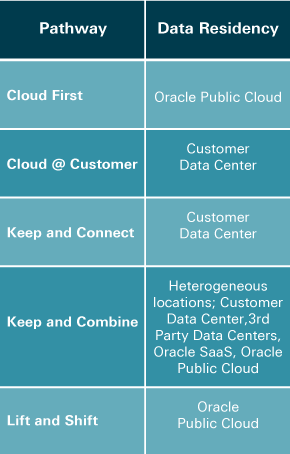 Pathway
Data Residency
Cloud First
Oracle Public Cloud
Cloud @ Customer
Customer
Data Center
Keep and Connect
Customer
Data Center
Keep and Combine
Heterogeneous
locations; Customer
Data Center,3rd
Party Data Centers,
Oracle SaaS, Oracle
Public Cloud
Lift and Shift
Oracle
Public Cloud